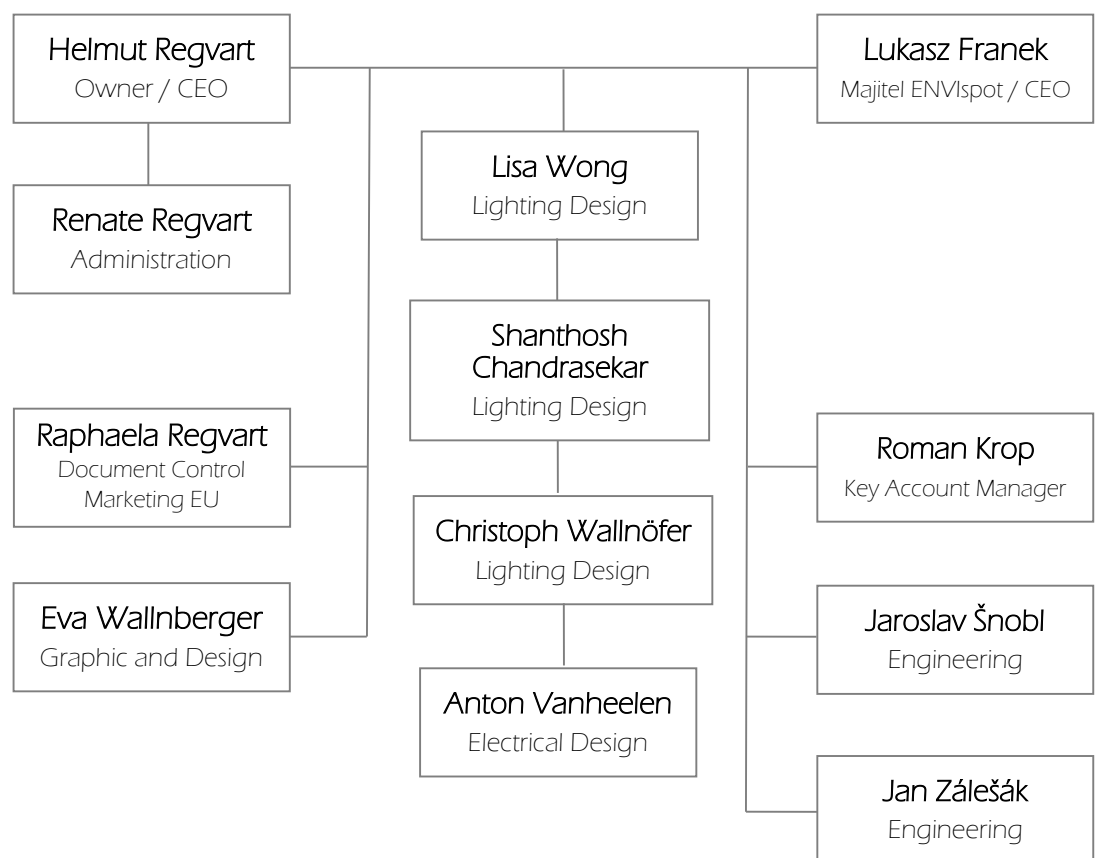 Helmut Regvart
Owner / CEO
Lukasz Franek
Majitel ENVIspot / CEO
Lisa Wong
Lighting Design
Renate Regvart
Administration
Shanthosh
Chandrasekar
Lighting Design
Raphaela Regvart
Document Control
Marketing EU
Roman Krop
Key Account Manager
Christoph Wallnöfer
Lighting Design
Eva Wallnberger
Graphic and Design
Jaroslav Šnobl
Engineering
Anton Vanheelen
Electrical Design
Jan Zálešák
Engineering